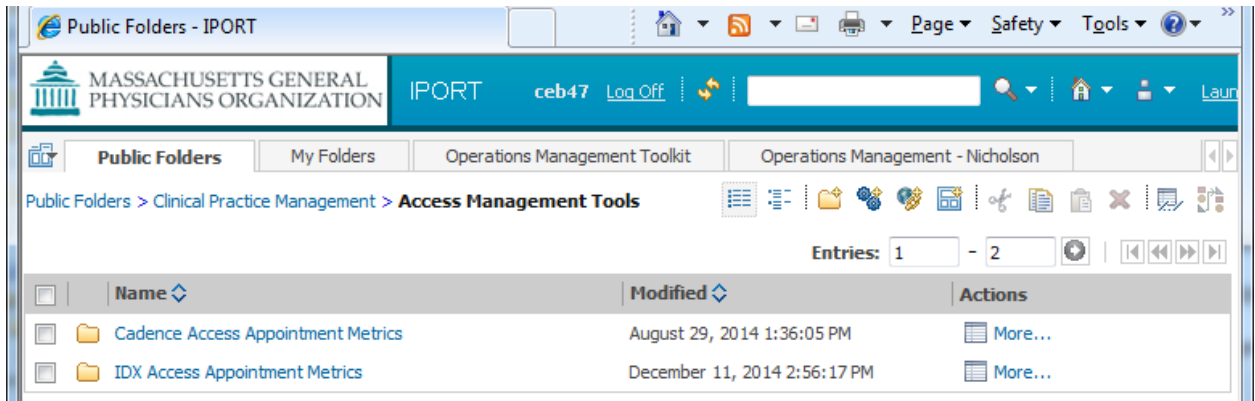 Public Folders - IPORT
Page Safety Tools
MASSACHUSETTS GENERAL
PHYSICIANS ORGANIZATION
IPORT ceb47 Log Off Laun
Public Folders My Folders Operations Management Toolkit Operations Management - Nicholson
Public Folders > Clinical Practice Management > Access Management Tools
Entries: 1 - 2
Name Modified Actions
Cadence Access Appointment Metrics August 29, 2014 1:36:05 PM More...
IDX Access Appointment Metrics December 11, 2014 2:56:17 PM More...